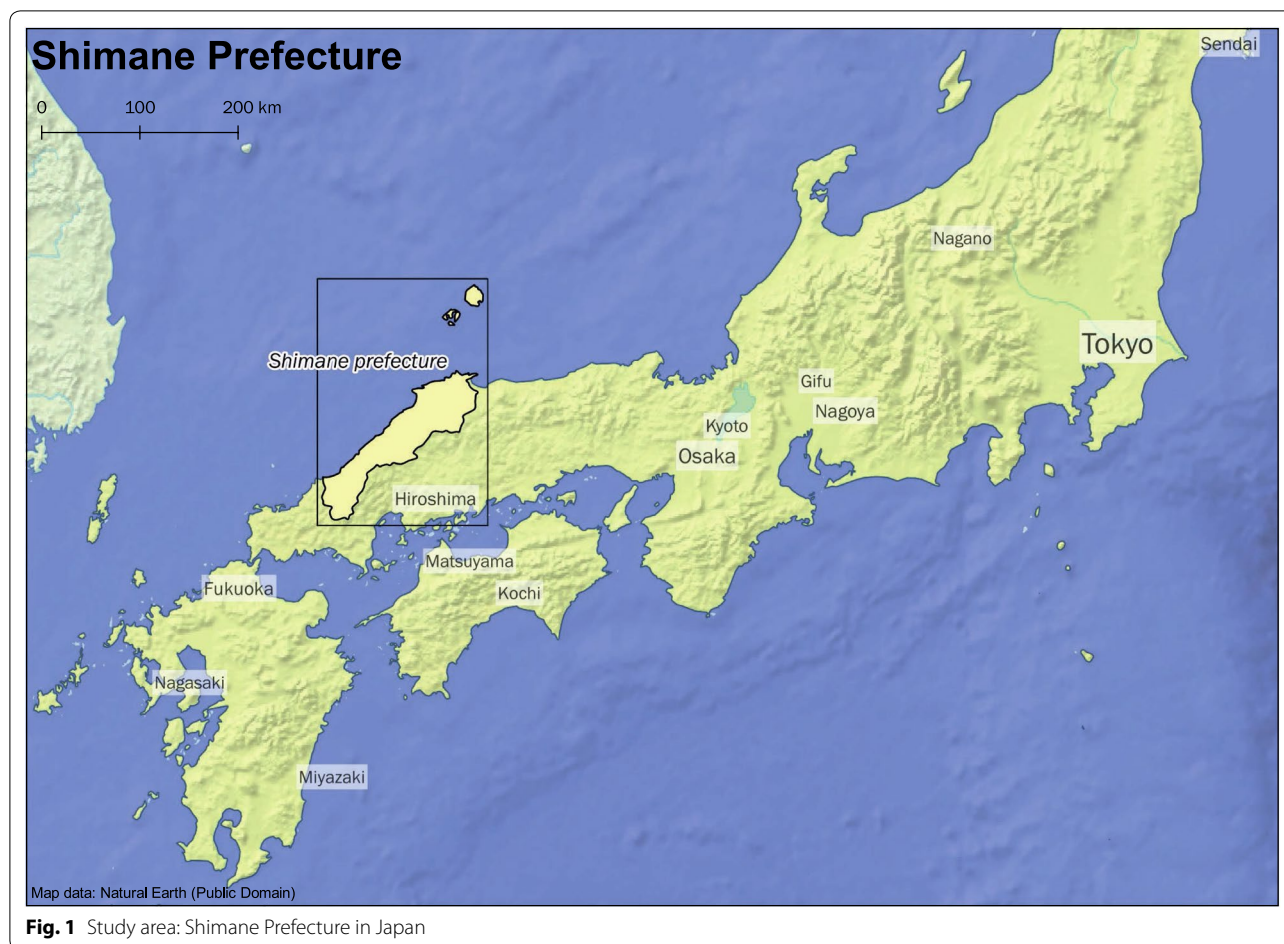 Shimane Prefecture
0 100 200 km
Sendai
Nagano
Tokyo
Shimane prefecture
Gifu
Nagoya
Kyoto
Osaka
Hiroshima
Matsuyama
Fukuoka
Kochi
Nagasaki
Miyazaki
Map data: Natural Earth (Public Domain)
Fig. 1 Study area: Shimane Prefecture in Japan